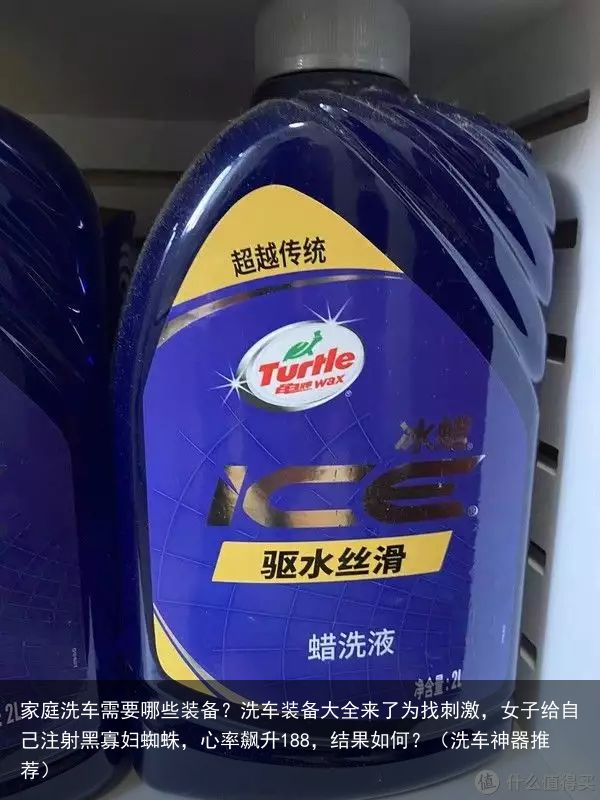 超越传统
Turtle
龟牌 wax
冰蜡
ICE
驱水丝滑
蜡洗液
净含量:2L
2L
家庭洗车需要哪些装备?洗车装备大全来了为找刺激,女子给自
己注射黑寡妇蜘蛛,心率飙升188,结果如何?(洗车神器推
荐)
值 什么值得买